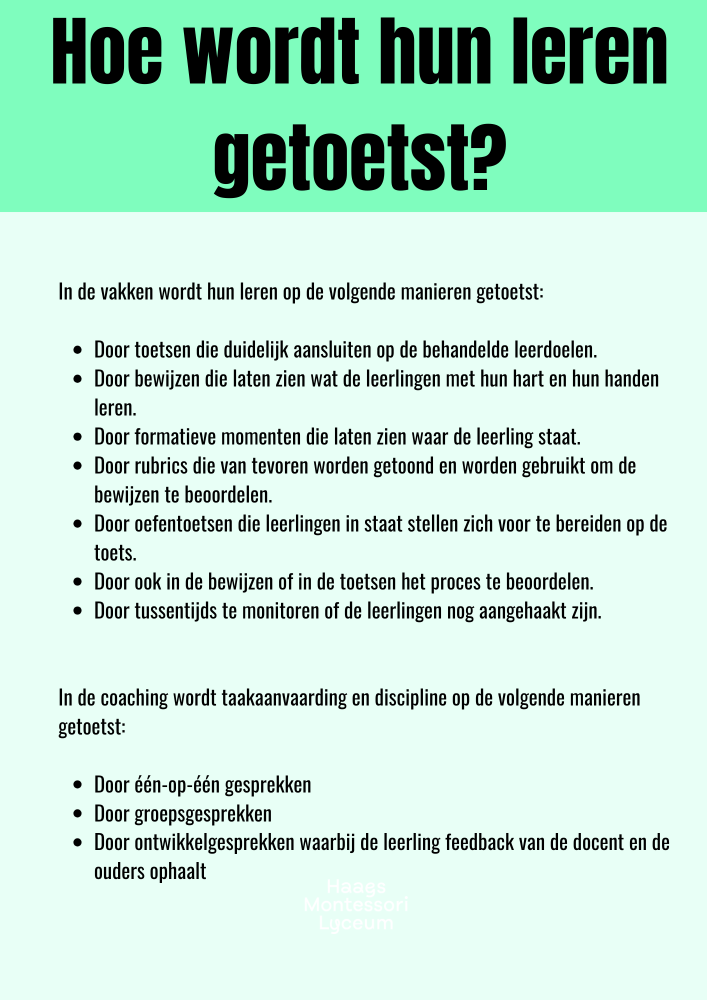 Hoe wordt hun leren
getoetst?
In de vakken wordt hun leren op de volgende manieren getoetst:
• Door toetsen die duidelijk aansluiten op de behandelde leerdoelen.
• Door bewijzen die laten zien wat de leerlingen met hun hart en hun handen
leren.
• Door formatieve momenten die laten zien waar de leerling staat.
• Door rubrics die van tevoren worden getoond en worden gebruikt om de
bewijzen te beoordelen.
• Door oefentoetsen die leerlingen in staat stellen zich voor te bereiden op de
toets.
• Door ook in de bewijzen of in de toetsen het proces te beoordelen.
• Door tussentijds te monitoren of de leerlingen nog aangehaakt zijn.
In de coaching wordt taakaanvaarding en discipline op de volgende manieren
getoetst:
• Door één-op-één gesprekken
• Door groepsgesprekken
• Door ontwikkelgesprekken waarbij de leerling feedback van de docent en de
ouders ophaalt
Haags
Montessori
Lyceum